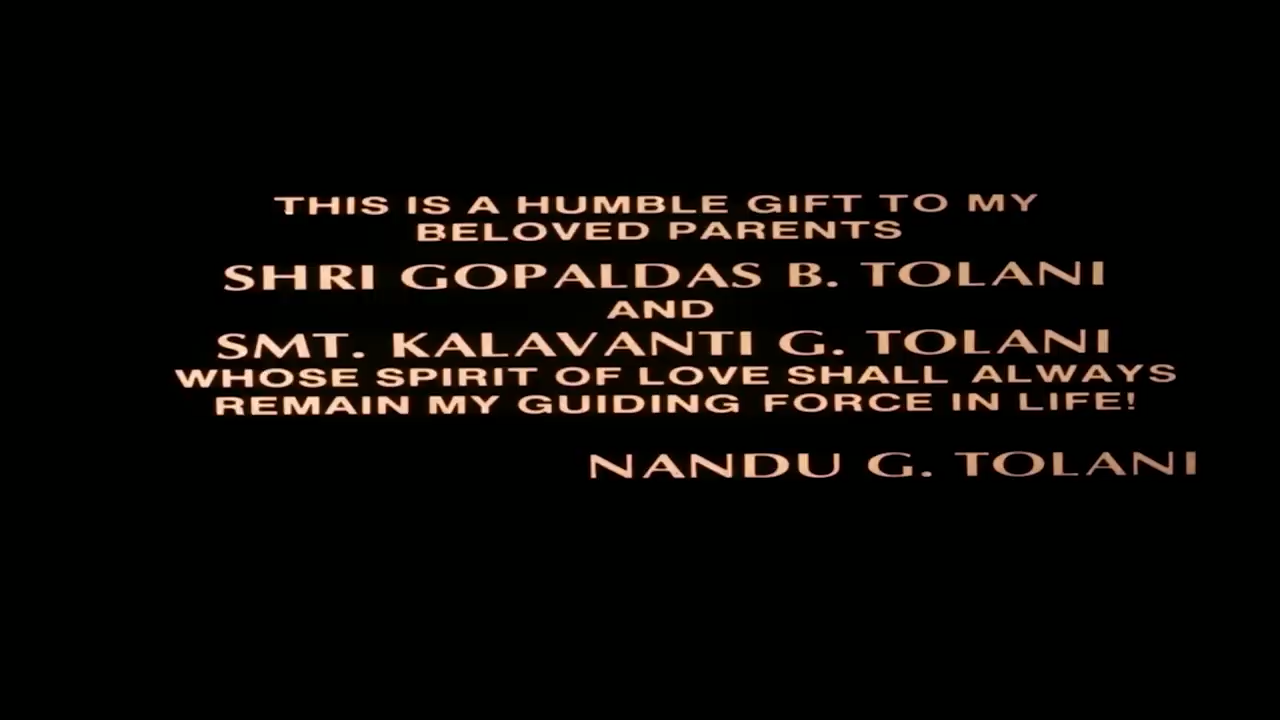 THIS IS A HUMBLE GIFT TO MY
BELOVED PARENTS
SHRI GOPALDAS B. TOLANI
AND
SMT. KALAVANTI G. TOLANI
WHOSE SPIRIT OF LOVE SHALL ALWAYS
REMAIN MY GUIDING FORCE IN LIFE!
NANDU G. TOLANI